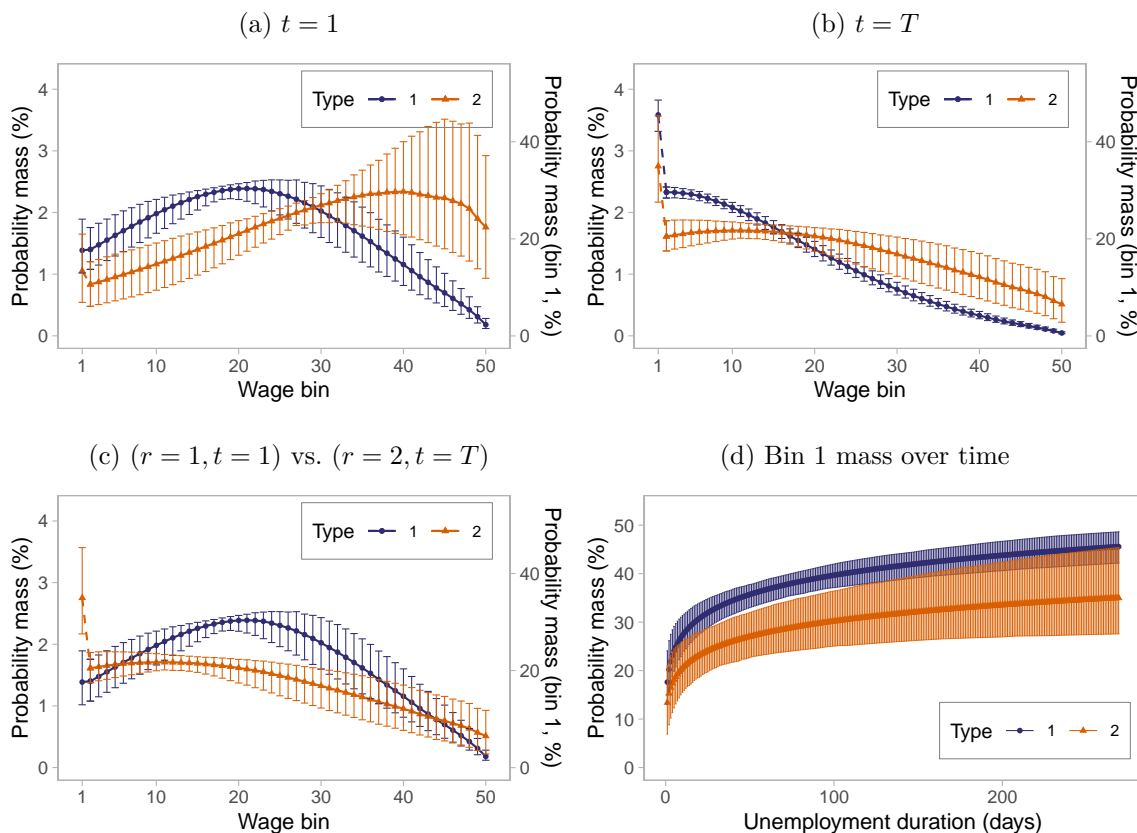 (a) t = 1
Probability mass (%)
4
3
2
1
0
Type 1 2
Probability mass (bin 1, %)
40
20
0
1 10 20 30 40 50
Wage bin
(b) t = T
Probability mass (%)
4
3
2
1
0
Type 1 2
Probability mass (bin 1, %)
40
20
0
1 10 20 30 40 50
Wage bin
(c) (r = 1, t = 1) vs. (r = 2, t = T)
Probability mass (%)
4
3
2
1
0
Type 1 2
Probability mass (bin 1, %)
40
20
0
1 10 20 30 40 50
Wage bin
(d) Bin 1 mass over time
Probability mass (%)
50
40
30
20
10
0
Type 1 2
0 100 200
Unemployment duration (days)